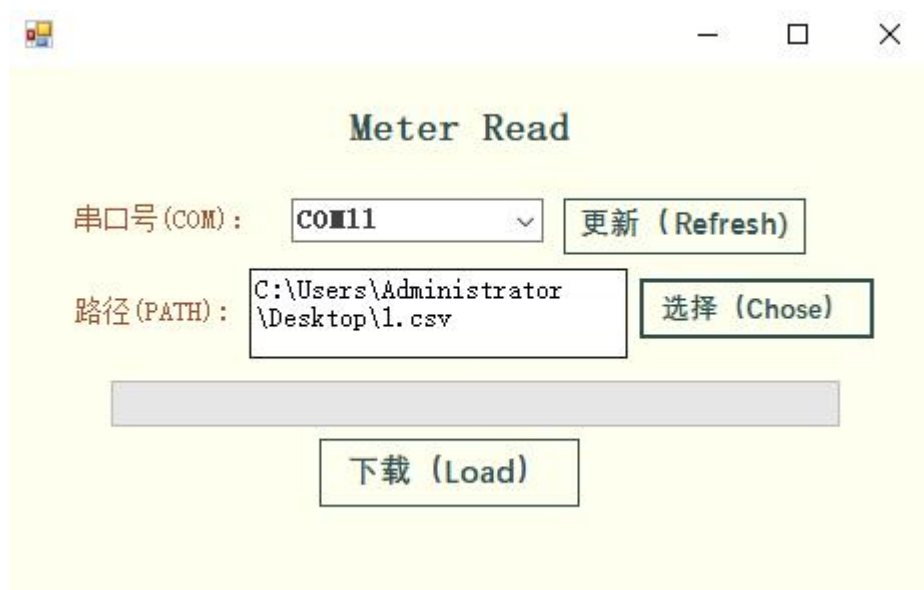 Meter Read
串口号(COM)：
COM11
更新（Refresh)
路径(PATH)：
C:\Users\Administrator
\Desktop\1.csv
选择（Chose）
下载（Load）